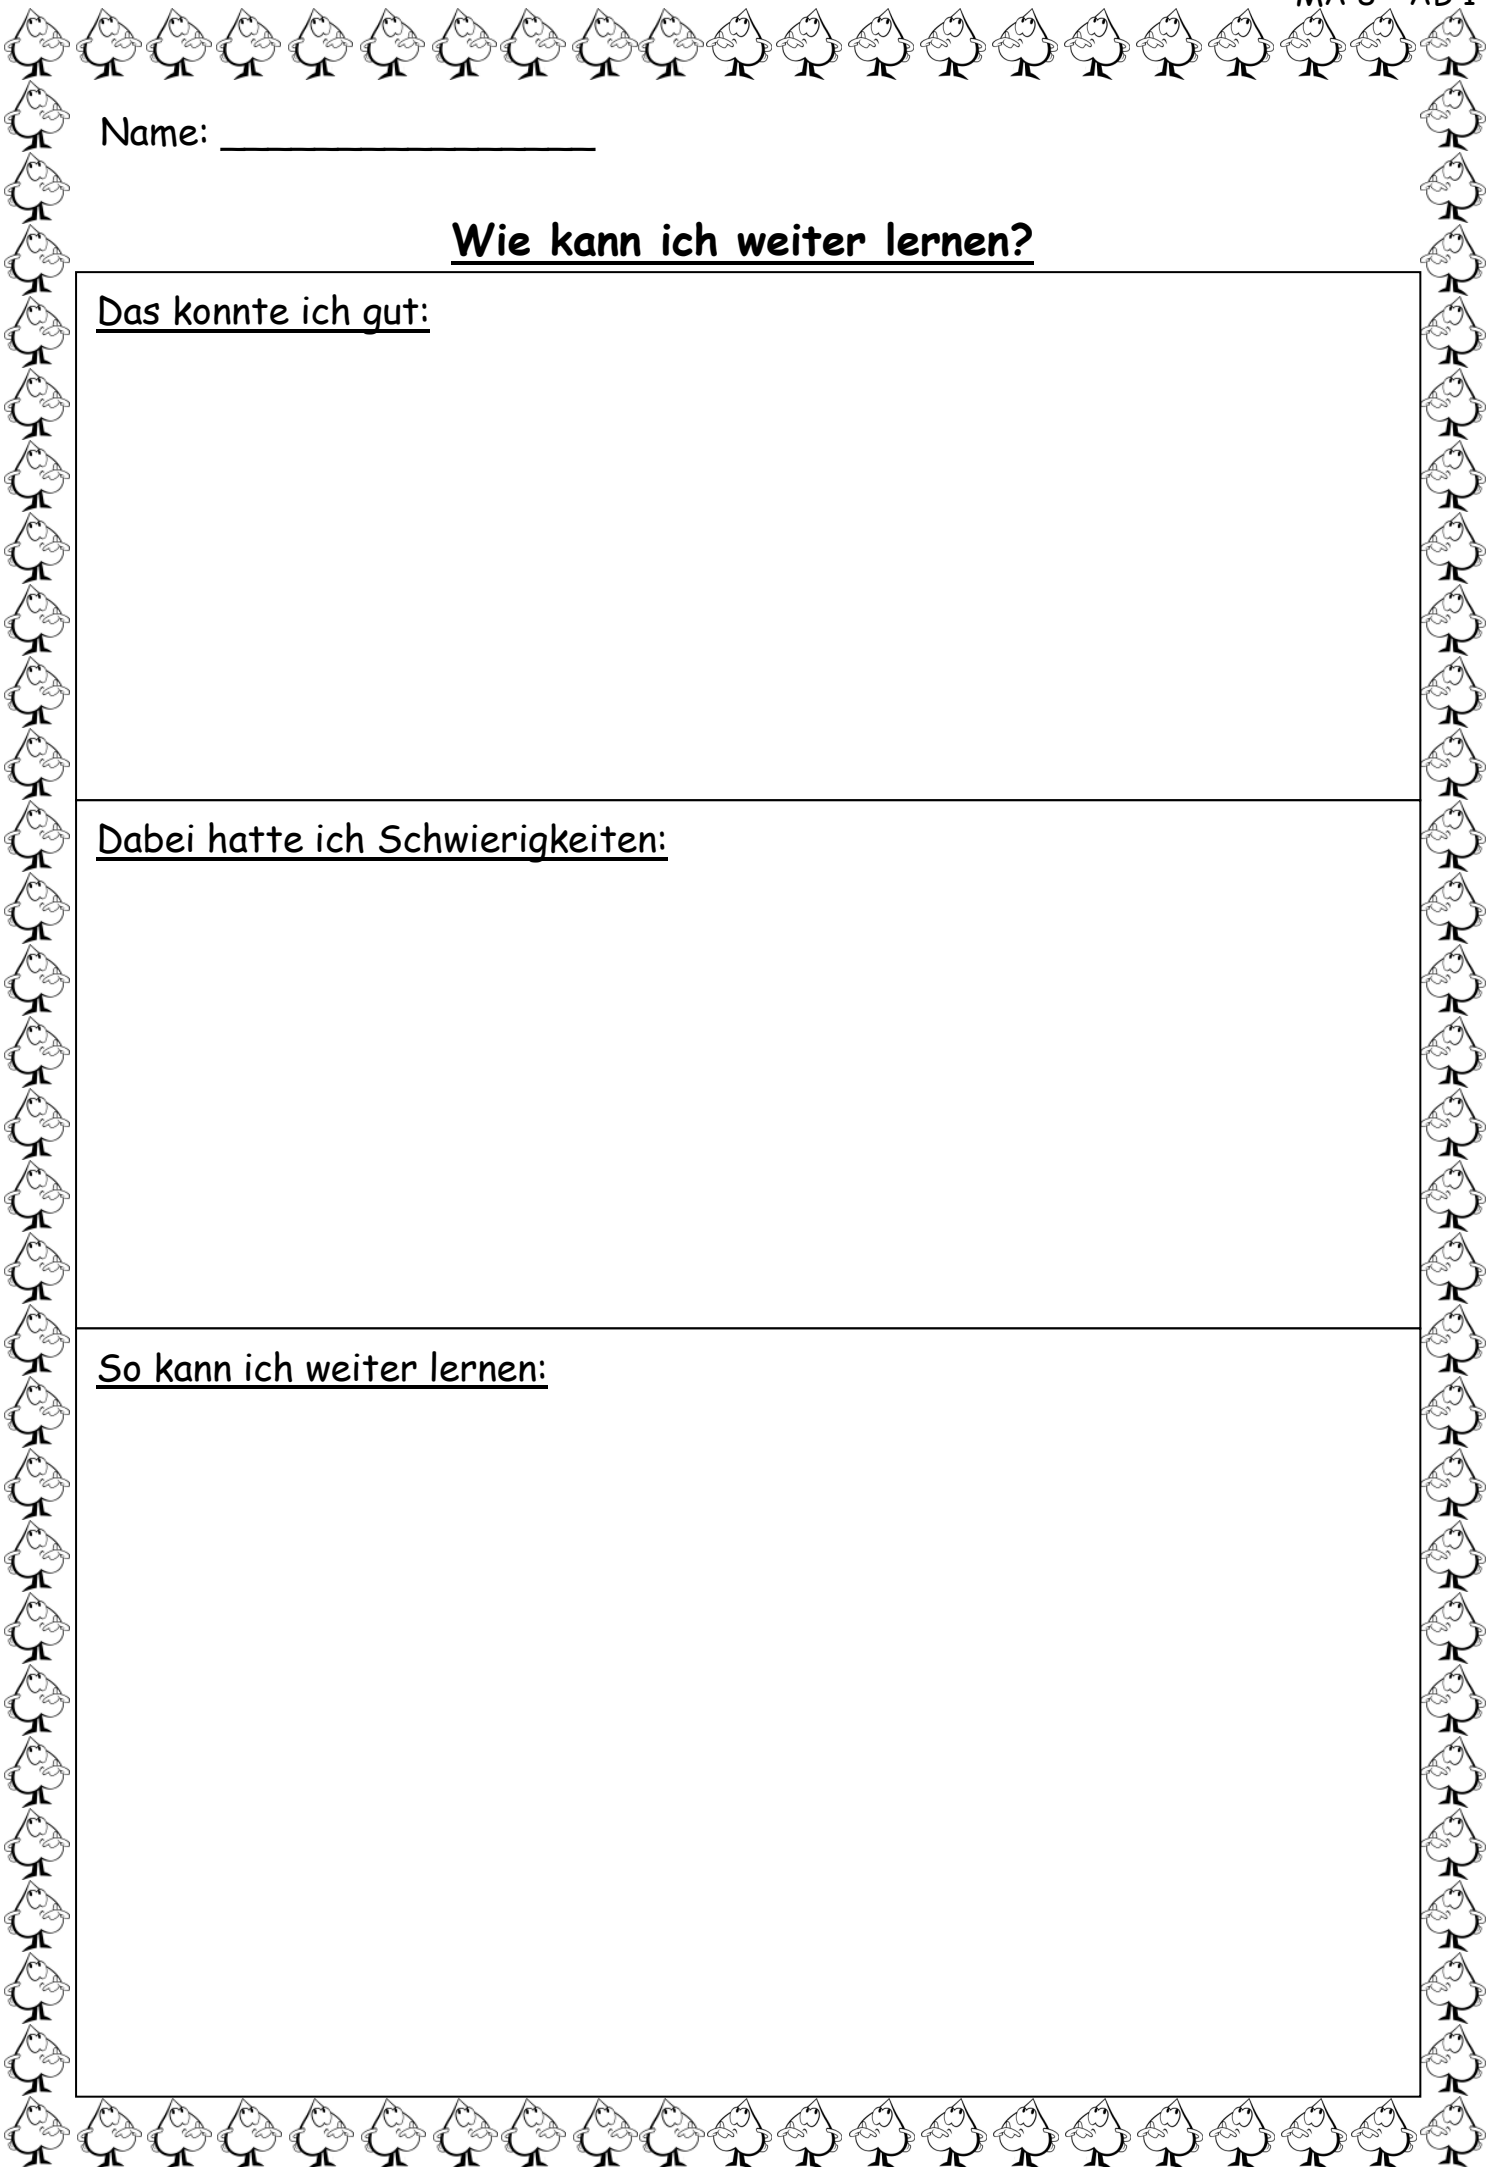 Name: ________________
Wie kann ich weiter lernen?
Das konnte ich gut:
Dabei hatte ich Schwierigkeiten:
So kann ich weiter lernen: